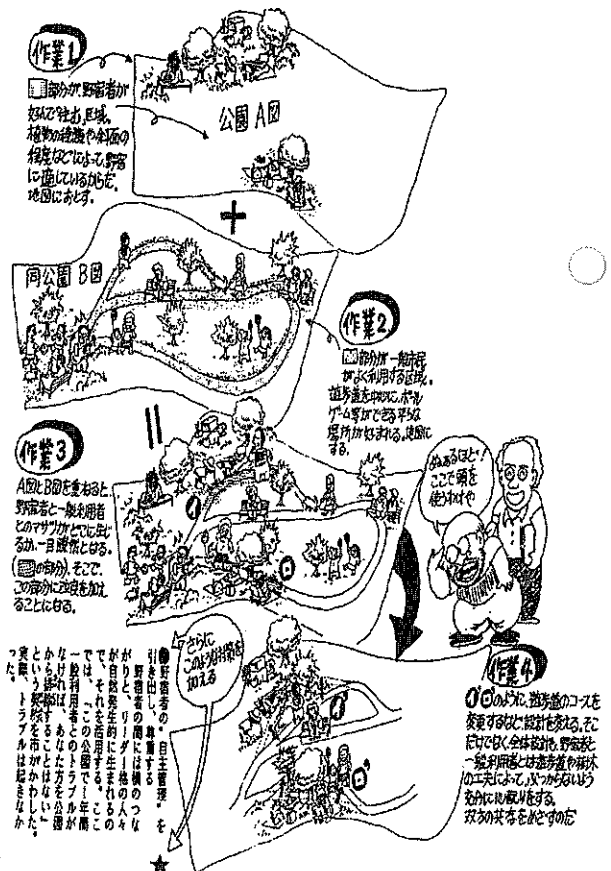 作業1
部分が、野宿者が
好んで住む区域。
植物の種類や斜面の
程度などによって、野宿
に適しているからだ。
地図におとす。
公園A図
＋
同公園B図
作業2
部分が一般市民
がよく利用する区域。
遊歩道を中心に、ボール
ゲーム等ができる平らな
場所が好まれる。地図に
する。
＝
作業3
A図とB図を重ねると、
野宿者と一般利用者
とのマサツがどこに生じ
るか、一目瞭然となる。
(の部分)。そこで、
この部分に改良を加え
ることになる。
なぁるほど!
ここで頭を
使うわけや
作業4
のように、遊歩道のコースを
変更するなど設計を変える。そこ
だけでなく、全体設計も、野宿者と
一般利用者とは遊歩道や植木
の工夫によって、ぶつからないよう
充分に心配りをする。
双方の共存をめざすのだ
さらに
このような対策を
加える
野宿者の“自主管理”を
引き出し、尊重する
野宿者の間には横のつな
がりと、リーダー格の人々
が自然発生的に生まれるの
で、それを活用する。ここ
では、「この公園で1年間
一般利用者とのトラブルが
なければ、あなた方を公園
から排除することはない」
という契約を市がかわした。
実際、トラブルは起きなか
った。
★